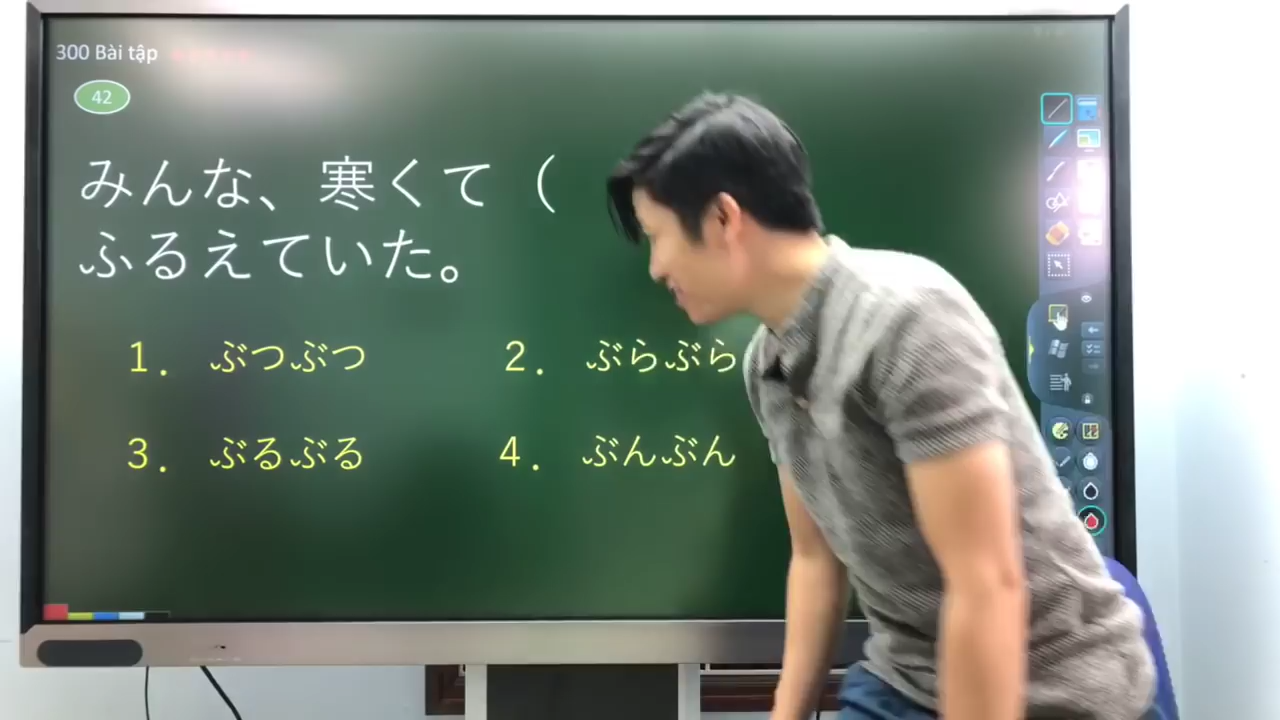 300 Bài tập
42
みんな、寒くて（
ふるえていた。
1． ぶつぶつ
2． ぶらぶら
3． ぶるぶる
4． ぶんぶん